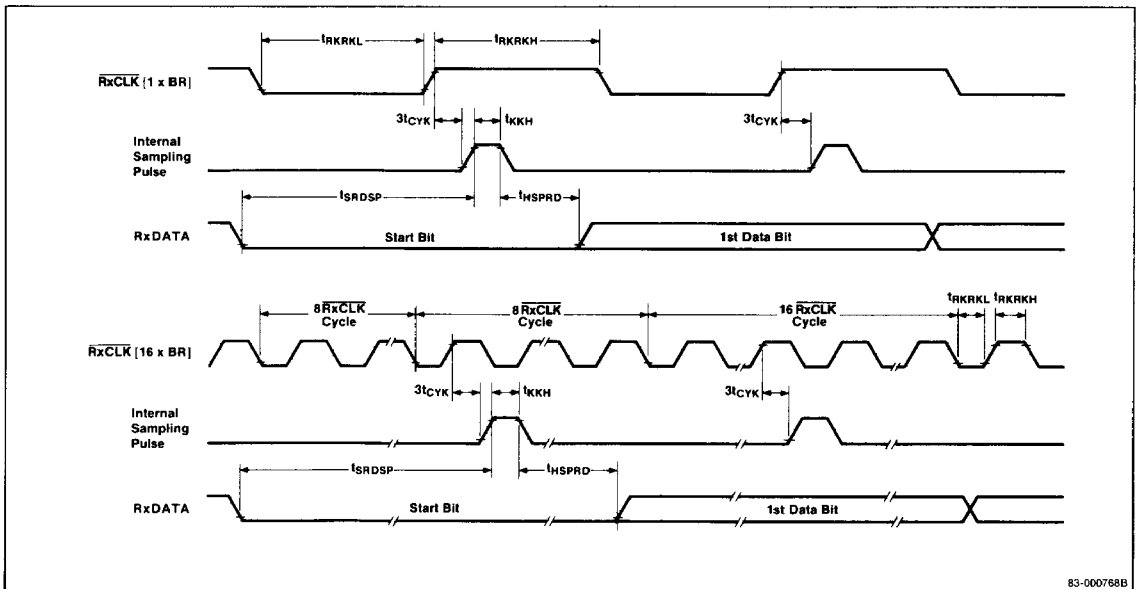 tRKRKL
tRKRKH
RxCLK [1 x BR]
3tCYK
tKKH
3tCYK
Internal
Sampling
Pulse
tSRDSP
tHSPRD
RxDATA
Start Bit
1st Data Bit
8 RxCLK
Cycle
8 RxCLK
Cycle
16 RxCLK
Cycle
tRKRKL
tRKRKH
RxCLK [16 x BR]
3tCYK
tKKH
3tCYK
Internal
Sampling
Pulse
tSRDSP
tHSPRD
RxDATA
Start Bit
1st Data Bit
83-000768B